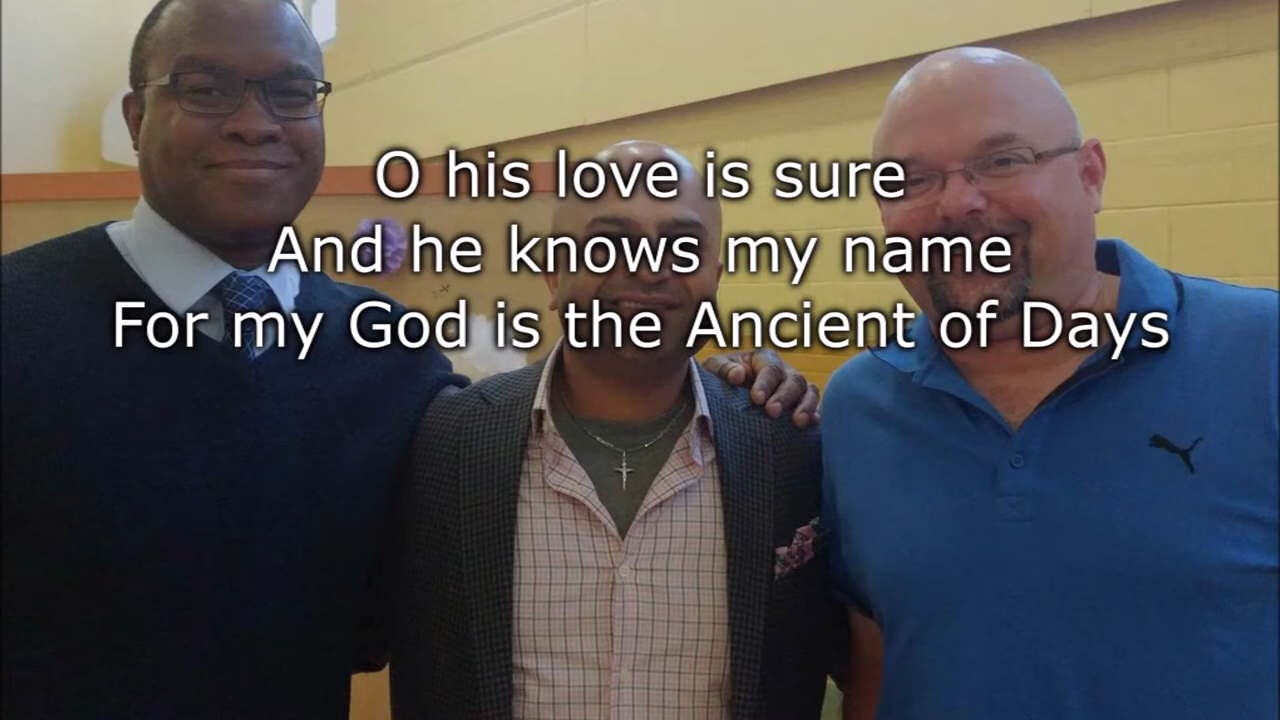 O his love is sure
And he knows my name
For my God is the Ancient of Days